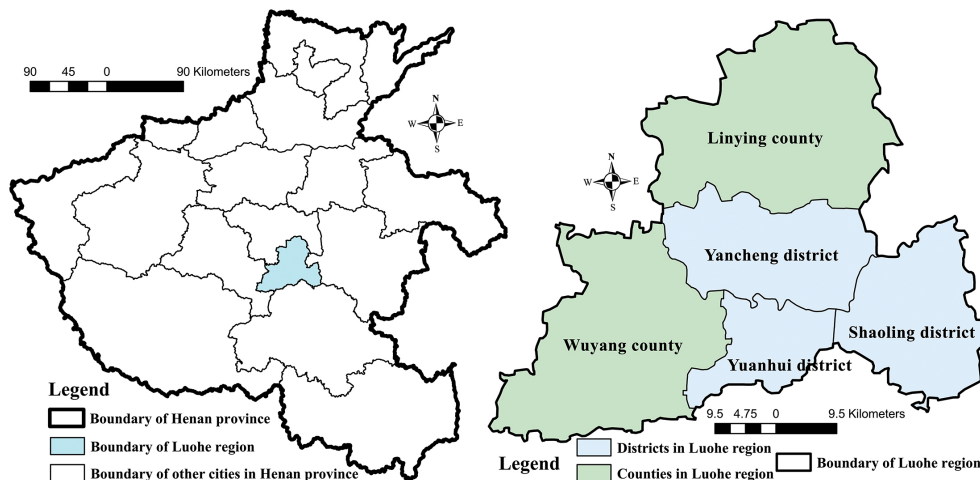 90 45 0 90 Kilometers
N
W E
S
Legend
Boundary of Henan province
Boundary of Luohe region
Boundary of other cities in Henan province
Linying county
N
W E
S
Yancheng district
Shaoling district
Wuyang county
Yuanhui district
9.5 4.75 0 9.5 Kilometers
Legend
Districts in Luohe region
Counties in Luohe region
Boundary of Luohe region